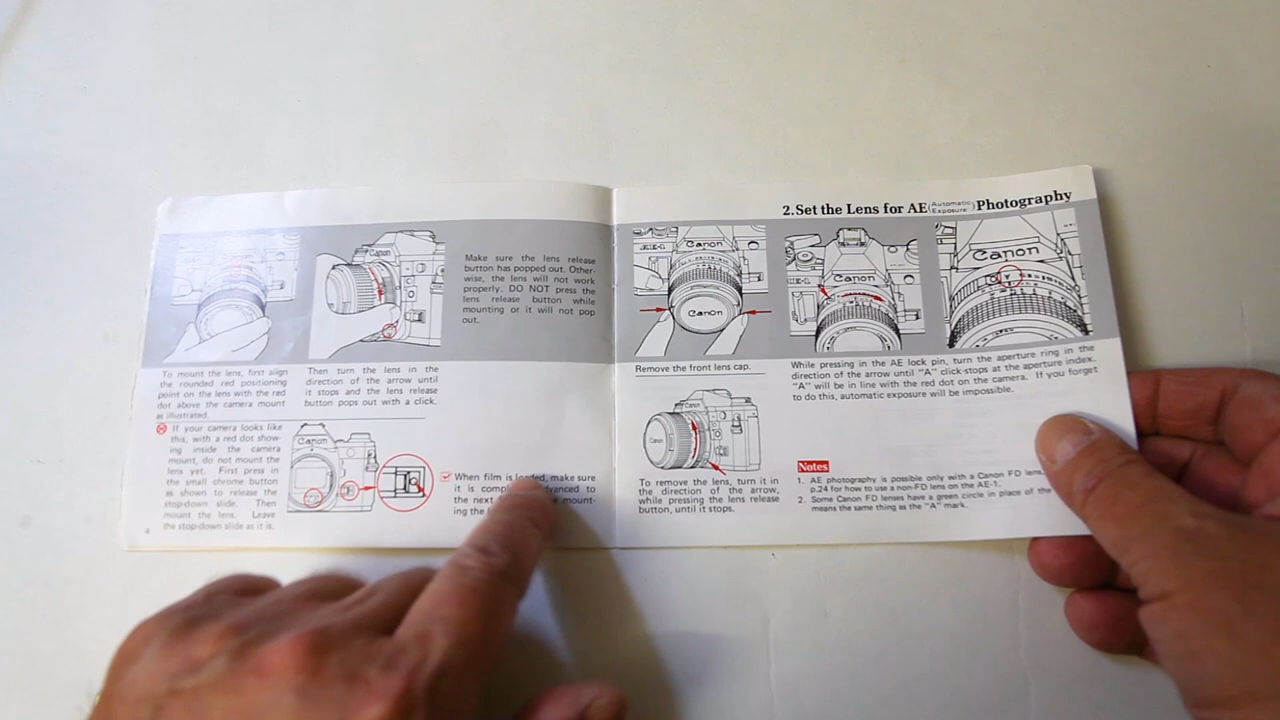 Make sure the lens release
button has popped out. Other-
wise, the lens will not work
properly. DO NOT press the
lens release button while
mounting or it will not pop
out.
Canon
To mount the lens, first align
the rounded red positioning
point on the lens with the red
dot above the camera mount
as illustrated.
Then turn the lens in the
direction of the arrow until
it stops and the lens release
button pops out with a click.
If your camera looks like
this, with a red dot show-
ing inside the camera
mount, do not mount the
lens yet. First press in
the small chrome button
as shown to release the
stop-down slide. Then
mount the lens. Leave
the stop-down slide as it is.
Canon
When film is loaded, make sure
it is advanced to
the next mount-
ing the
4
2. Set the Lens for AE (Automatic Exposure) Photography
Canon
Canon
Canon
Canon
Remove the front lens cap.
While pressing in the AE lock pin, turn the aperture ring in the
direction of the arrow until "A" click-stops at the aperture index.
"A" will be in line with the red dot on the camera. If you forget
to do this, automatic exposure will be impossible.
Canon
Canon
To remove the lens, turn it in
the direction of the arrow,
while pressing the lens release
button, until it stops.
Notes
1. AE photography is possible only with a Canon FD lens.
p.24 for how to use a non-FD lens on the AE-1.
2. Some Canon FD lenses have a green circle in place of the
means the same thing as the "A" mark.